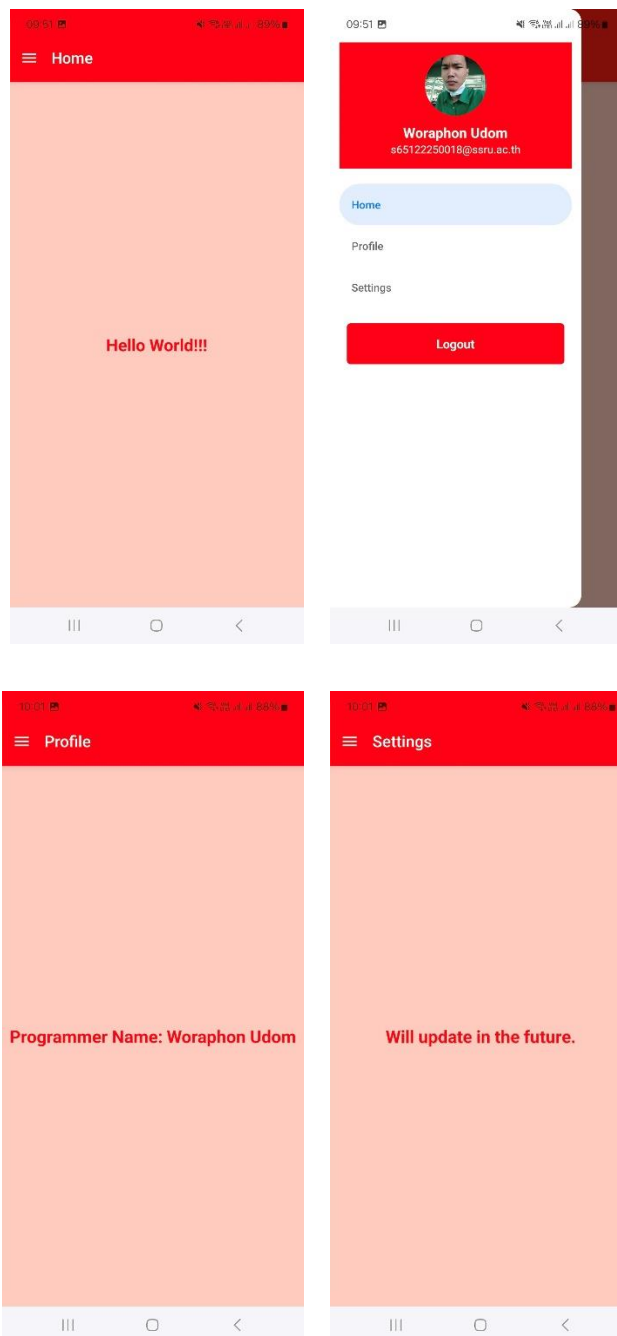 09:51
89%
Home
Hello World!!!
09:51
89%
Woraphon Udom
s65122250018@ssru.ac.th
Home
Profile
Settings
Logout
10:01
88%
Profile
Programmer Name: Woraphon Udom
10:01
88%
Settings
Will update in the future.